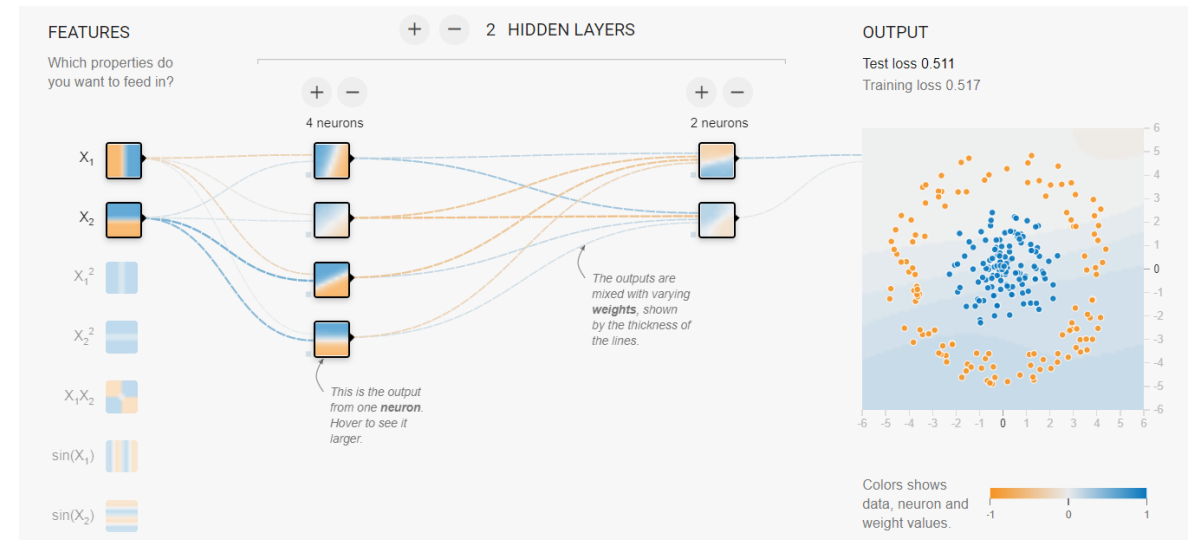 FEATURES
Which properties do
you want to feed in?
+ − 2 HIDDEN LAYERS
+ −
4 neurons
+ −
2 neurons
X1
X2
X1²
X2²
X1X2
sin(X1)
sin(X2)
This is the output
from one neuron.
Hover to see it
larger.
The outputs are
mixed with varying
weights, shown
by the thickness of
the lines.
OUTPUT
Test loss 0.511
Training loss 0.517
6
5
4
3
2
1
0
-1
-2
-3
-4
-5
-6
-6 -5 -4 -3 -2 -1 0 1 2 3 4 5 6
Colors shows
data, neuron and
weight values.
-1 0 1